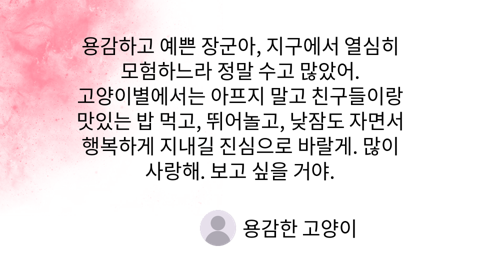 용감하고 예쁜 장군아, 지구에서 열심히
모험하느라 정말 수고 많았어.
고양이별에서는 아프지 말고 친구들이랑
맛있는 밥 먹고, 뛰어놀고, 낮잠도 자면서
행복하게 지내길 진심으로 바랄게. 많이
사랑해. 보고 싶을 거야.
용감한 고양이